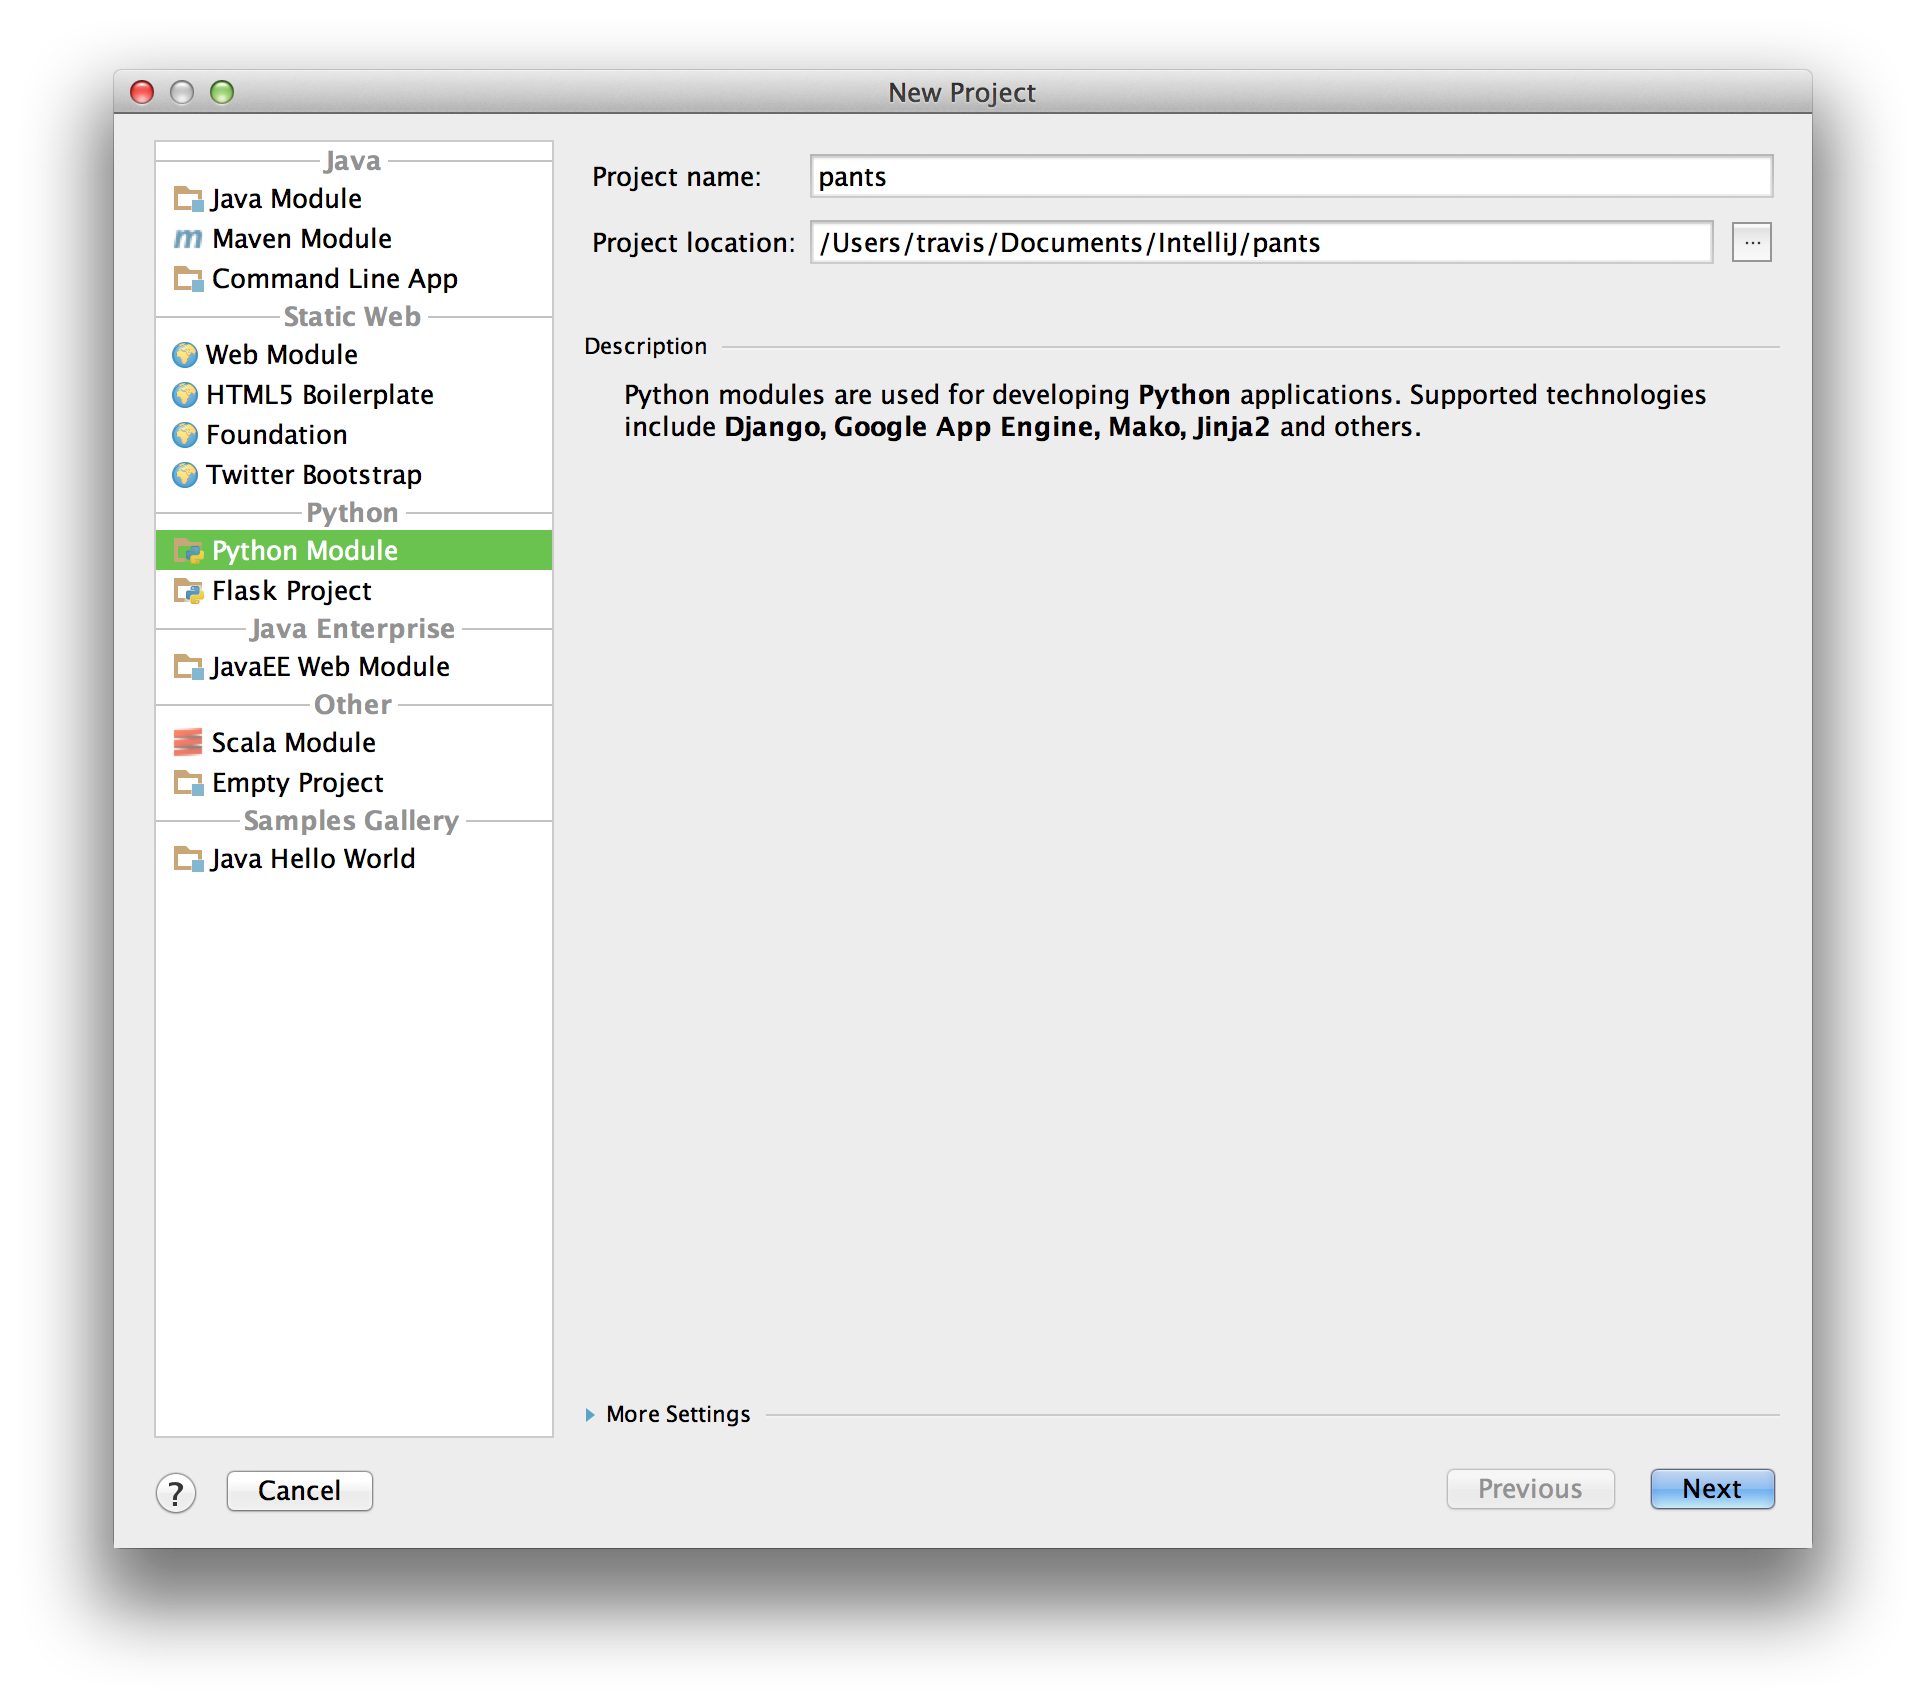 New Project
Java
Java Module
Maven Module
Command Line App
Static Web
Web Module
HTML5 Boilerplate
Foundation
Twitter Bootstrap
Python
Python Module
Flask Project
Java Enterprise
JavaEE Web Module
Other
Scala Module
Empty Project
Samples Gallery
Java Hello World
Project name: pants
Project location: /Users/travis/Documents/IntelliJ/pants ...
Description
Python modules are used for developing Python applications. Supported technologies
include Django, Google App Engine, Mako, Jinja2 and others.
More Settings
? Cancel Previous Next